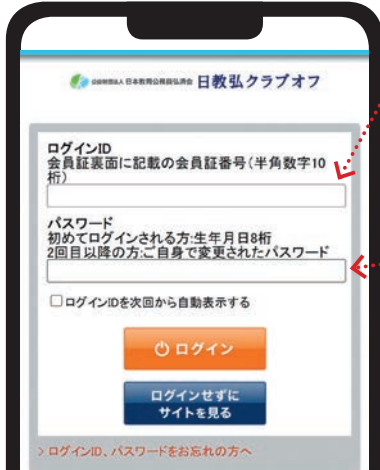 公益財団法人 日本教育公務員弘済会 日教弘クラブオフ
ログインID
会員証裏面に記載の会員証番号(半角数字10
桁)
パスワード
初めてログインされる方:生年月日8桁
2回目以降の方:ご自身で変更されたパスワード
ログインIDを次回から自動表示する
ログイン
ログインせずに
サイトを見る
> ログインID、パスワードをお忘れの方へ